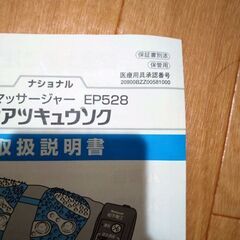 保証書別添
保管用
医療用具承認番号
20800BZZ00581000
ナショナル
マッサージャー EP528
アツキュウソク
取扱説明書